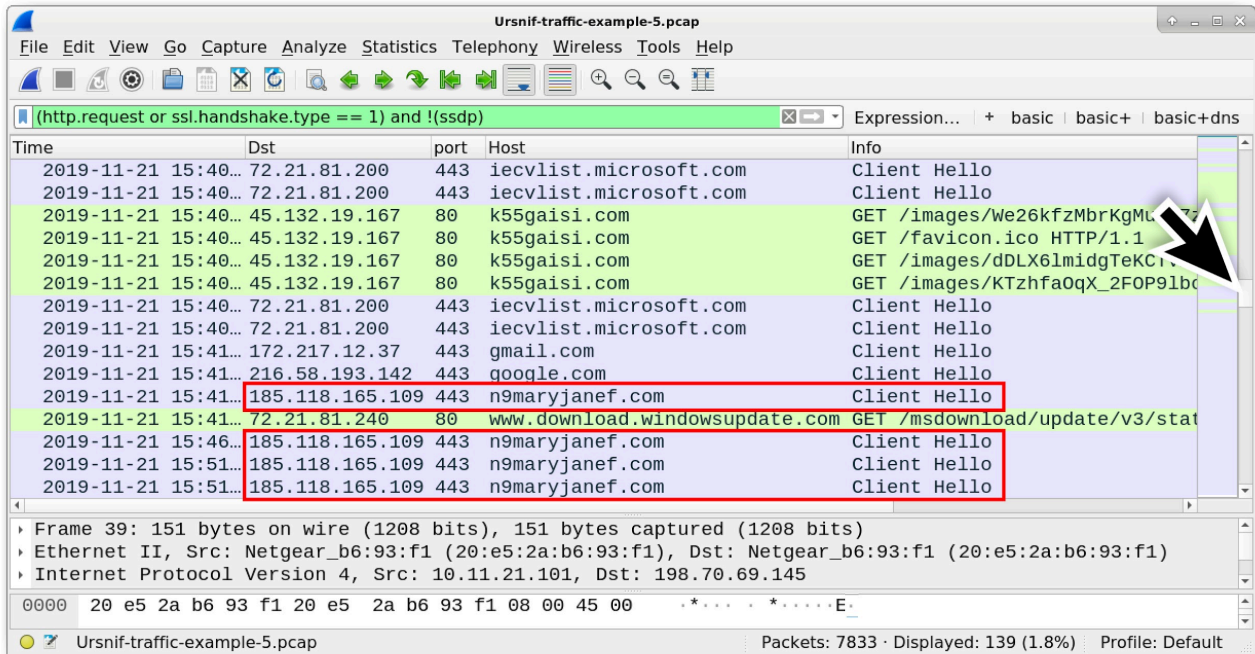 Ursnif-traffic-example-5.pcap
File Edit View Go Capture Analyze Statistics Telephony Wireless Tools Help
(http.request or ssl.handshake.type == 1) and !(ssdp) Expression... + basic basic+ basic+dns
Time Dst port Host Info
2019-11-21 15:40… 72.21.81.200 443 iecvlist.microsoft.com Client Hello
2019-11-21 15:40… 72.21.81.200 443 iecvlist.microsoft.com Client Hello
2019-11-21 15:40… 45.132.19.167 80 k55gaisi.com GET
2019-11-21 15:40… 45.132.19.167 80 k55gaisi.com GET /favicon.ico HTTP/1.1
2019-11-21 15:40… 45.132.19.167 80 k55gaisi.com GET
2019-11-21 15:40… 45.132.19.167 80 k55gaisi.com GET /images/KTzhfaOqX_2FOP9lbc
2019-11-21 15:40… 72.21.81.200 443 iecvlist.microsoft.com Client Hello
2019-11-21 15:40… 72.21.81.200 443 iecvlist.microsoft.com Client Hello
2019-11-21 15:41… 172.217.12.37 443 gmail.com Client Hello
2019-11-21 15:41… 216.58.193.142 443 google.com Client Hello
2019-11-21 15:41… 185.118.165.109 443 n9maryjanef.com Client Hello
2019-11-21 15:41… 72.21.81.240 80 www.download.windowsupdate.com GET /msdownload/update/v3/stat
2019-11-21 15:46… 185.118.165.109 443 n9maryjanef.com Client Hello
2019-11-21 15:51… 185.118.165.109 443 n9maryjanef.com Client Hello
2019-11-21 15:51… 185.118.165.109 443 n9maryjanef.com Client Hello
Frame 39: 151 bytes on wire (1208 bits), 151 bytes captured (1208 bits)
Ethernet II, Src: Netgear_b6:93:f1 (20:e5:2a:b6:93:f1), Dst: Netgear_b6:93:f1 (20:e5:2a:b6:93:f1)
Internet Protocol Version 4, Src: 10.11.21.101, Dst: 198.70.69.145
0000 20 e5 2a b6 93 f1 20 e5 2a b6 93 f1 08 00 45 00 ·*··· · *·····E·
Ursnif-traffic-example-5.pcap Packets: 7833 · Displayed: 139 (1.8%) Profile: Default